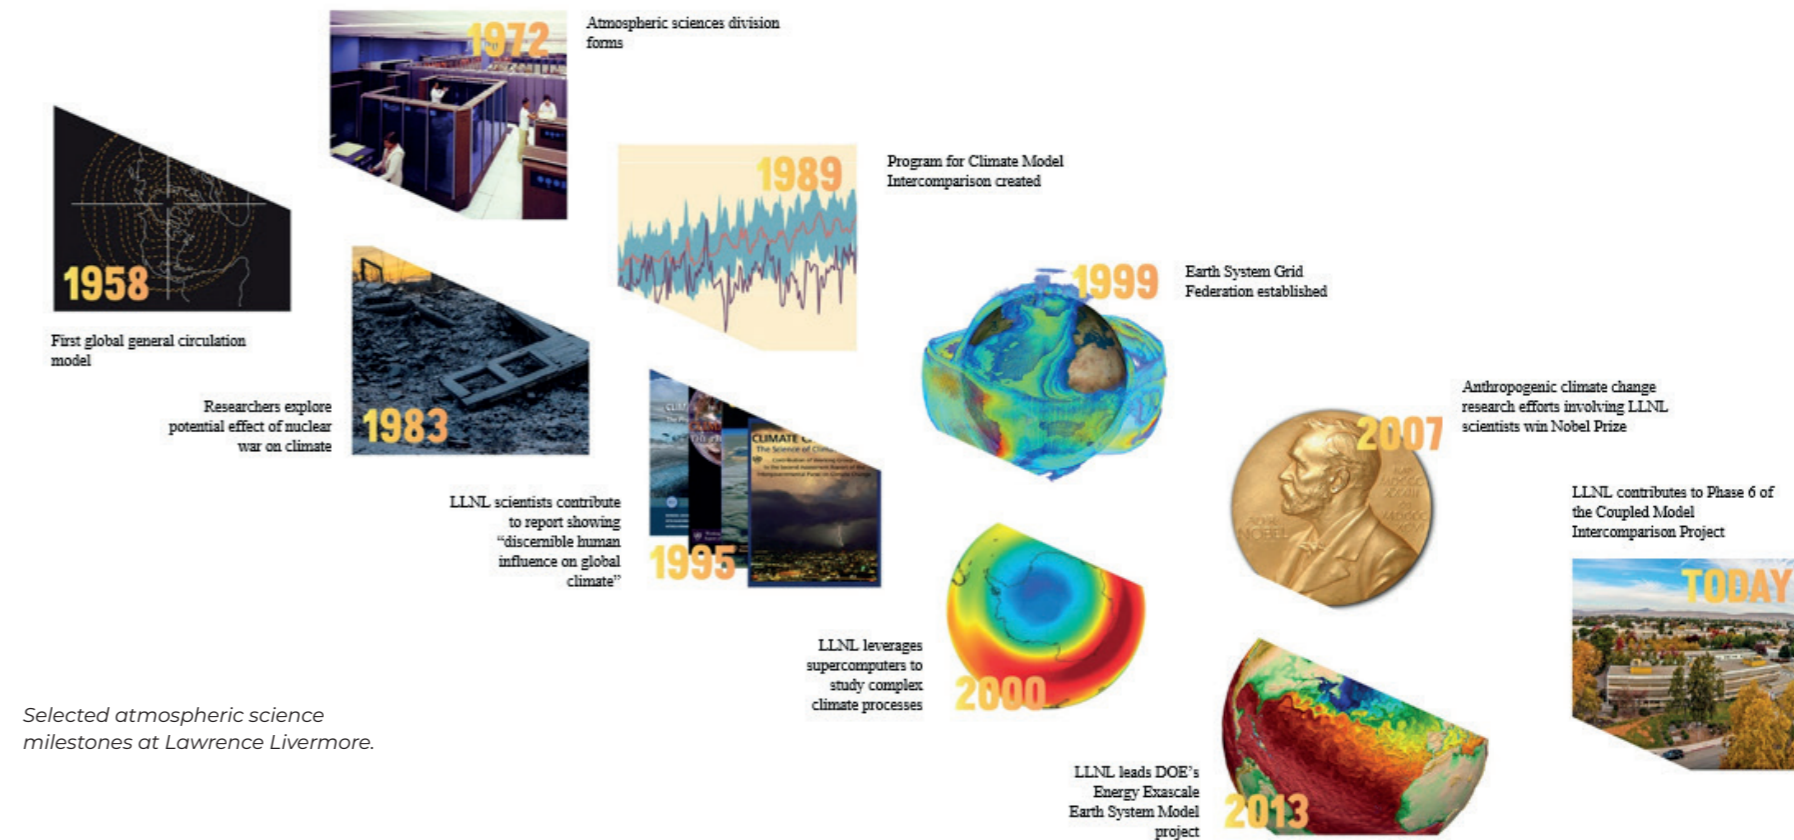 1958
First global general circulation
model
1972
Atmospheric sciences division
forms
1983
Researchers explore
potential effect of nuclear
war on climate
1989
Program for Climate Model
Intercomparison created
1995
CLIMATE C
The Science of Clim
LLNL scientists contribute
to report showing
“discernible human
influence on global
climate”
1999
Earth System Grid
Federation established
2000
LLNL leverages
supercomputers to
study complex
climate processes
2007
Anthropogenic climate change
research efforts involving LLNL
scientists win Nobel Prize
2013
LLNL leads DOE’s
Energy Exascale
Earth System Model
project
LLNL contributes to Phase 6 of
the Coupled Model
Intercomparison Project
TODAY
Selected atmospheric science
milestones at Lawrence Livermore.